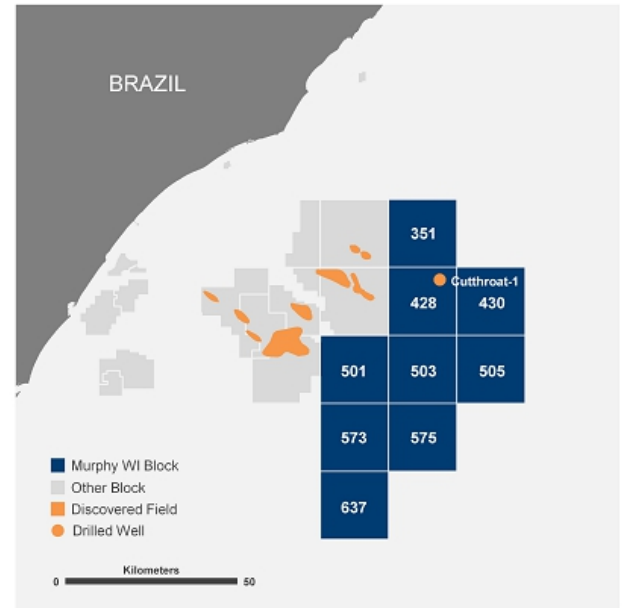 BRAZIL
351
Cutthroat-1
428
430
501
503
505
573
575
637
Murphy WI Block
Other Block
Discovered Field
Drilled Well
Kilometers
0
50